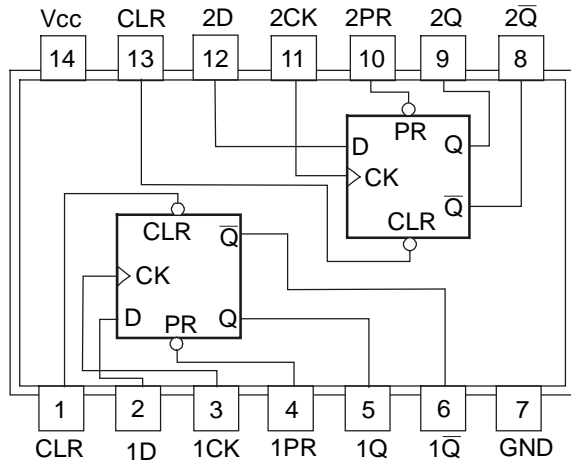 Vcc CLR 2D 2CK 2PR 2Q 2Q̅
14 13 12 11 10 9 8
PR
D Q
CK
Q̅
CLR
CLR Q̅
CK
D PR Q
1 2 3 4 5 6 7
CLR 1D 1CK 1PR 1Q 1Q̅ GND